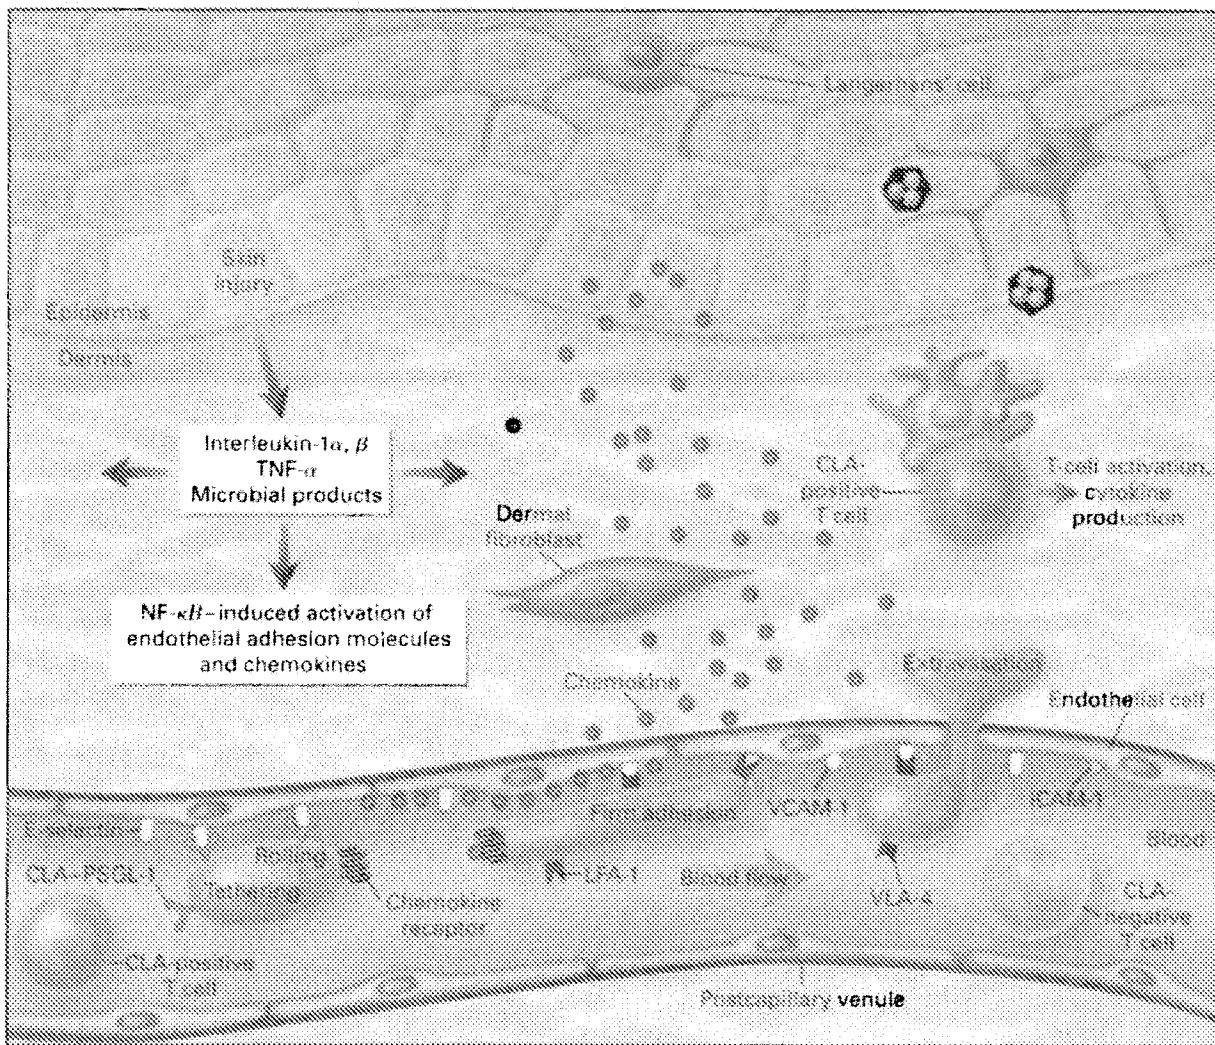 Langerhans' cell
Skin
injury
Epidermis
Dermis
Interleukin-1α, β
TNF-α
Microbial products
CLA-
positive
T cell
T-cell activation,
cytokine
production
Dermal
fibroblast
NF-κB–induced activation of
endothelial adhesion molecules
and chemokines
Extravasation
Chemokine
Endothelial cell
E-selectin
Firm adhesion
VCAM-1
ICAM-1
Rolling
Blood
CLA–PSGL-1
Tethering
LFA-1
Blood flow
Chemokine
receptor
VLA-4
CLA-
negative
T cell
CLA-positive
T cell
Postcapillary venule